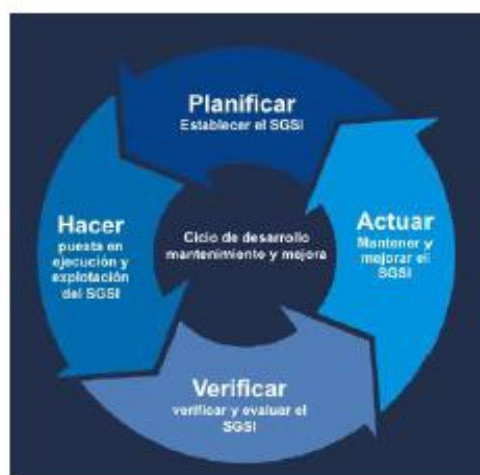 Planificar
Establecer el SGSI
Hacer
puesta en
ejecución y
explotación
del SGSI
Ciclo de desarrollo
mantenimiento y mejora
Actuar
Mantener y
mejorar el
SGSI
Verificar
verificar y evaluar el
SGSI